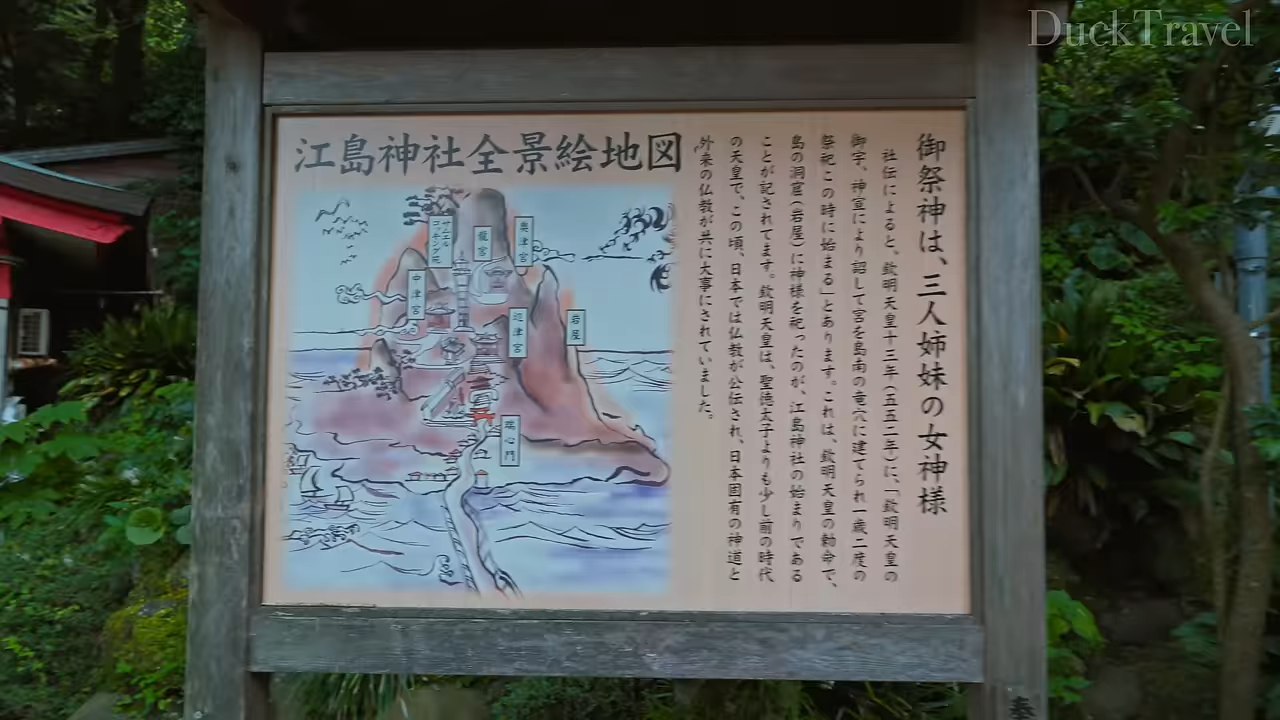 DuckTravel
江島神社全景絵地図
御祭神は、三人姉妹の女神様
社伝によると、欽明天皇十三年（五五二年）に、「欽明天皇の
御宇、神宣により詔して宮を島南の竜穴に建てられ一歳二度の
祭祀この時に始まる」とあります。これは、欽明天皇の勅命で、
島の洞窟（岩屋）に神様を祀ったのが、江島神社の始まりである
ことが記されてます。欽明天皇は、聖徳太子よりも少し前の時代
の天皇で、この頃、日本では仏教が公伝され、日本固有の神道と
外来の仏教が共に大事にされていました。
サムエル
コッキング苑
龍宮
奥津宮
中津宮
辺津宮
岩屋
瑞心門
奉